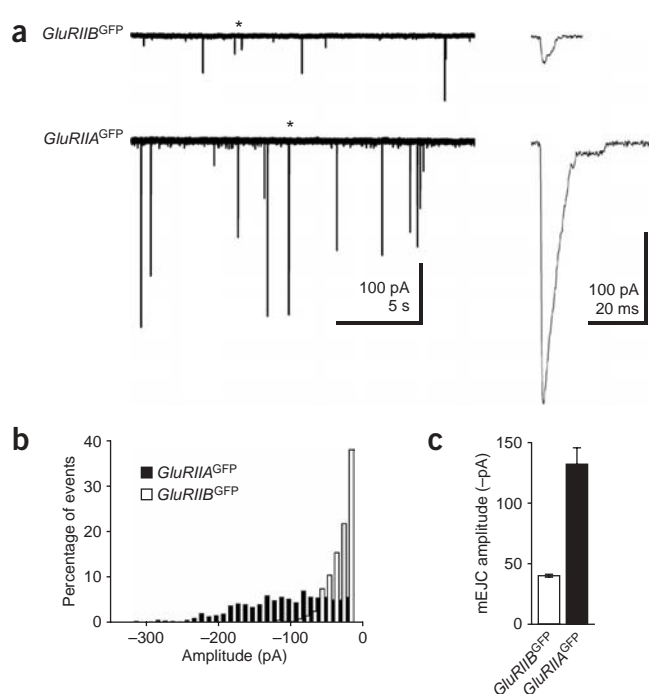 a
GluRIIB^GFP
*
GluRIIA^GFP
*
100 pA
5 s
100 pA
20 ms
b
Percentage of events
40
30
20
10
0
GluRIIA^GFP
GluRIIB^GFP
–300
–200
–100
0
Amplitude (pA)
c
mEJC amplitude (–pA)
150
100
50
0
GluRIIB^GFP
GluRIIA^GFP